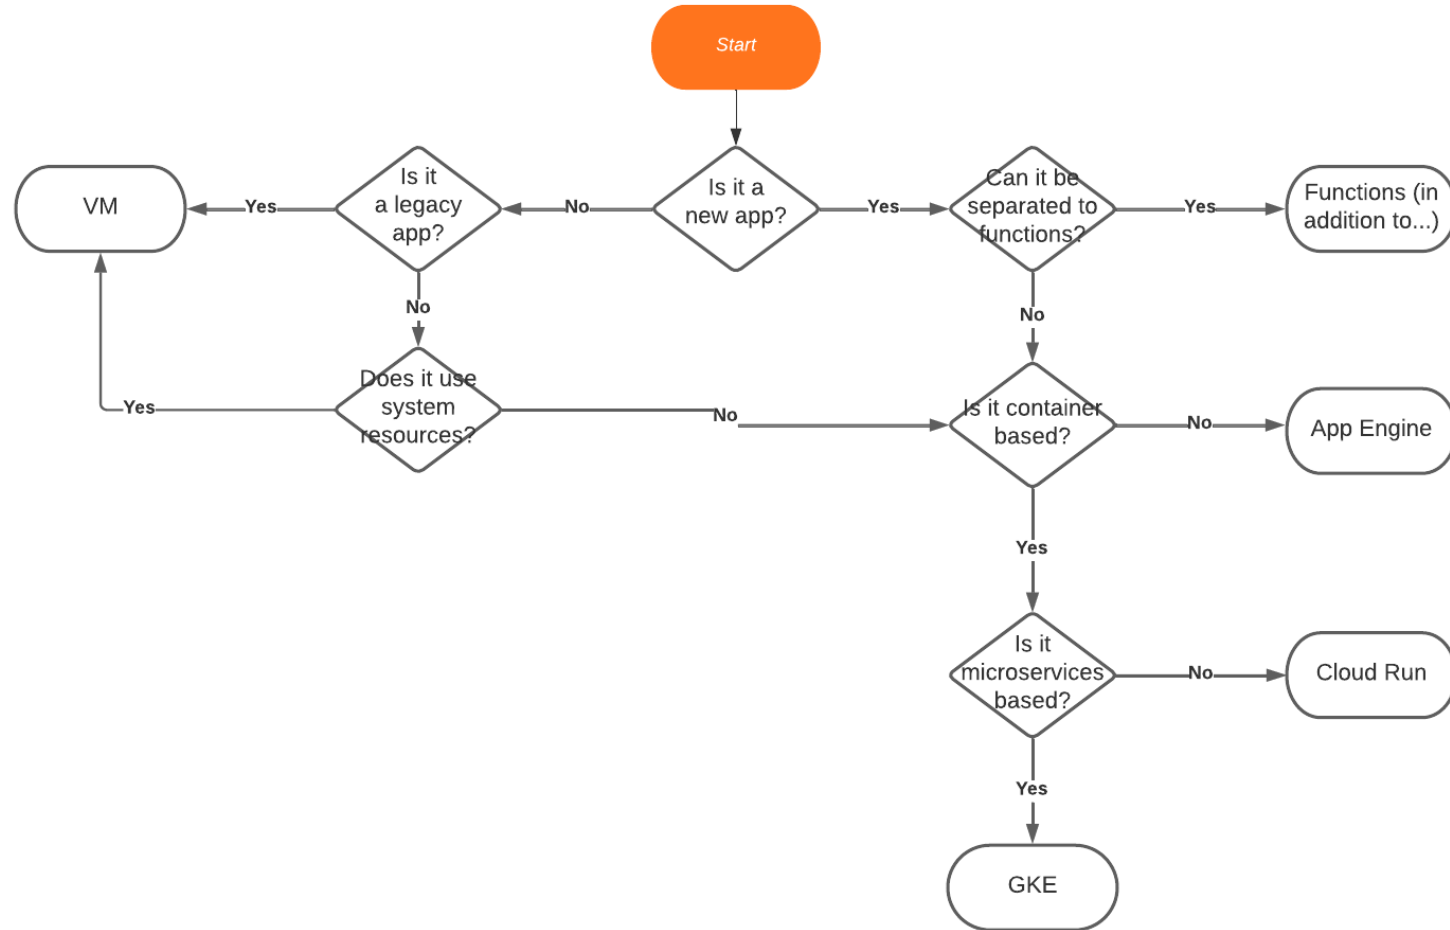 Start
Is it
a legacy
app?
Is it a
new app?
Can it be
separated to
functions?
VM
Yes
No
Yes
Yes
Functions (in
addition to...)
No
No
Does it use
system
resources?
Yes
No
Is it container
based?
No
App Engine
Yes
Is it
microservices
based?
No
Cloud Run
Yes
GKE